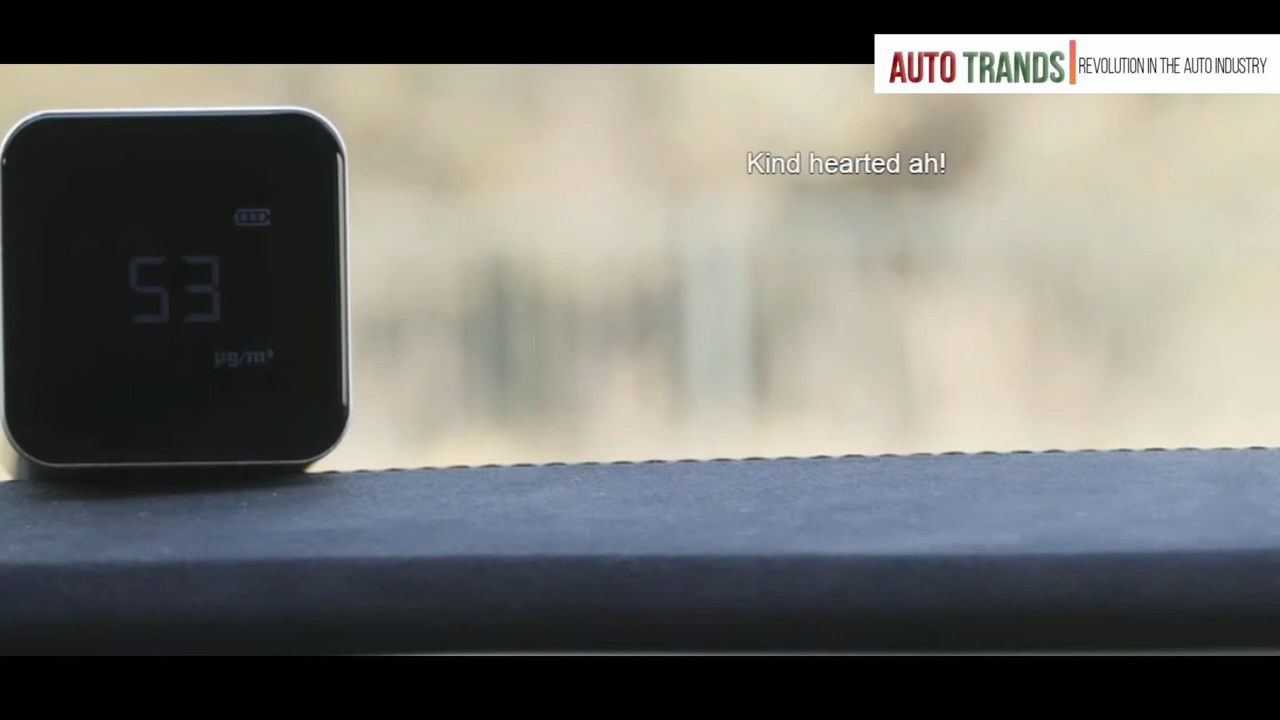 AUTO TRANDS REVOLUTION IN THE AUTO INDUSTRY
Kind hearted ah!
53
µg/m³